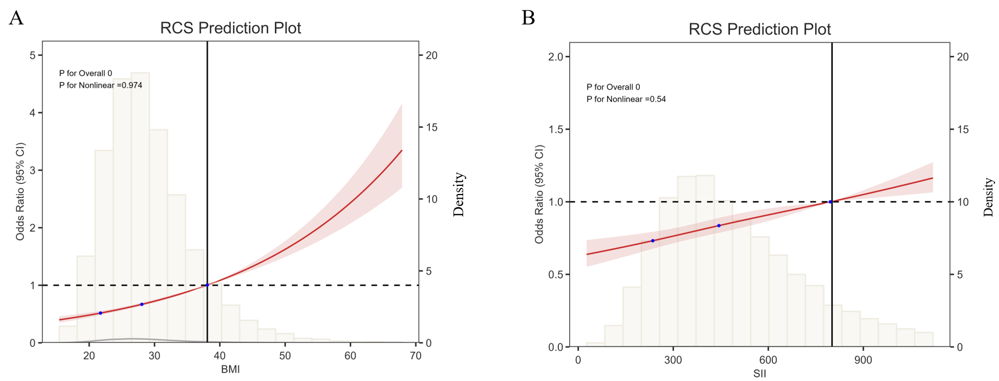 A
RCS Prediction Plot
5
4
3
2
1
0
Odds Ratio (95% CI)
P for Overall 0
P for Nonlinear =0.974
20
15
10
5
0
Density
20
30
40
50
60
70
BMI
B
RCS Prediction Plot
2.0
1.5
1.0
0.5
0.0
Odds Ratio (95% CI)
P for Overall 0
P for Nonlinear =0.54
20
15
10
5
0
Density
0
300
600
900
SII